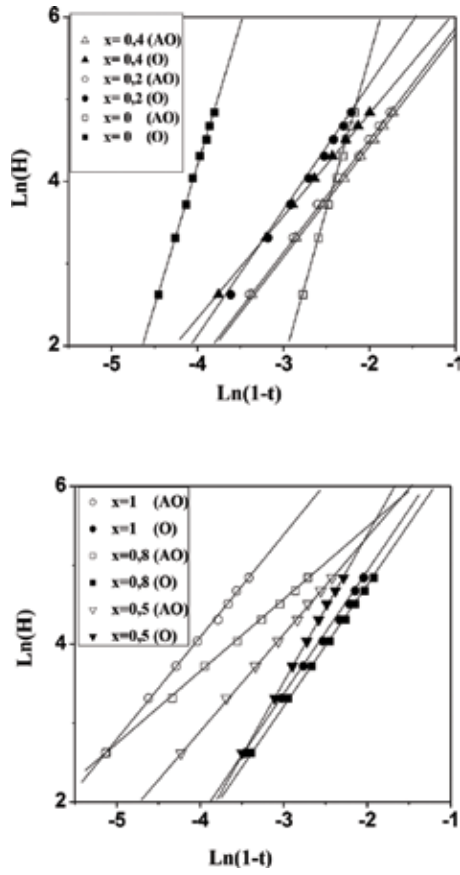 6
4
2
Ln(H)
x= 0,4 (AO)
x= 0,4 (O)
x= 0,2 (AO)
x= 0,2 (O)
x= 0 (AO)
x= 0 (O)
-5 -4 -3 -2 -1
Ln(1-t)
6
4
2
Ln(H)
x=1 (AO)
x=1 (O)
x=0,8 (AO)
x=0,8 (O)
x=0,5 (AO)
x=0,5 (O)
-5 -4 -3 -2 -1
Ln(1-t)